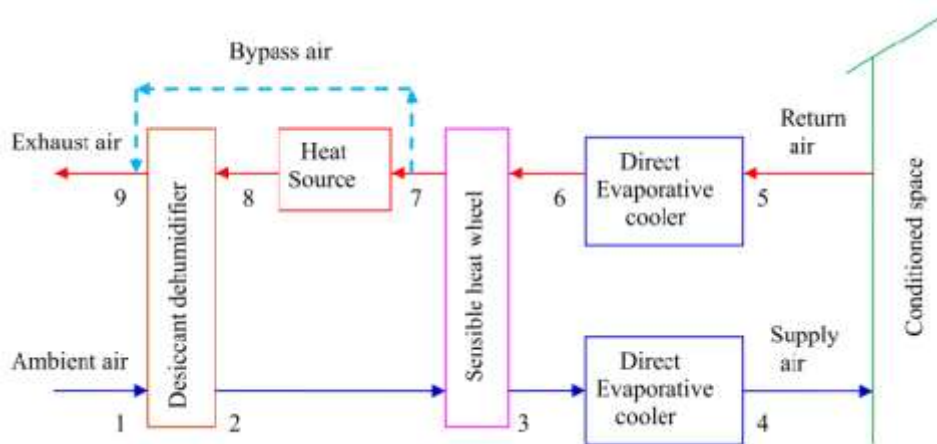 Bypass air
Exhaust air
Heat
Source
Direct
Evaporative
cooler
Return
air
9
8
7
6
5
Desiccant dehumidifier
Sensible heat wheel
Conditioned space
Ambient air
Direct
Evaporative
cooler
Supply
air
1
2
3
4